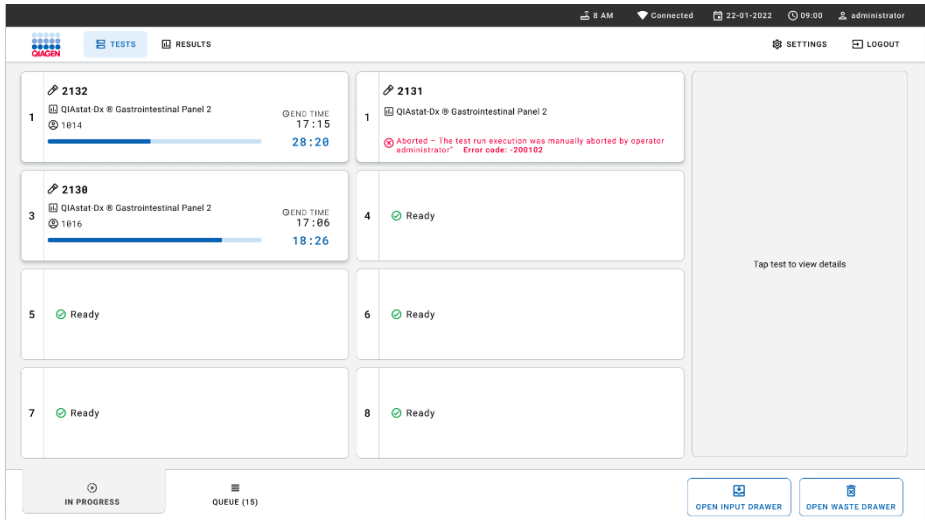 8 AM Connected 22-01-2022 09:00 administrator
QIAGEN TESTS RESULTS SETTINGS LOGOUT
1
2132
QIAstat-Dx ® Gastrointestinal Panel 2
1014
END TIME
17:15
28:20
1
2131
QIAstat-Dx ® Gastrointestinal Panel 2
Aborted – The test run execution was manually aborted by operator
administrator” Error code: -200102
3
2130
QIAstat-Dx ® Gastrointestinal Panel 2
1016
END TIME
17:06
18:26
4 Ready
Tap test to view details
5 Ready
6 Ready
7 Ready
8 Ready
IN PROGRESS
QUEUE (15)
OPEN INPUT DRAWER
OPEN WASTE DRAWER